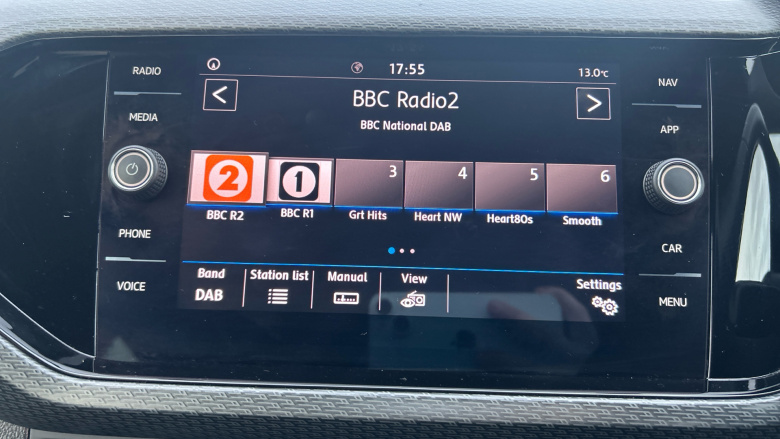 RADIO
MEDIA
PHONE
VOICE
17:55
13.0°C
<
BBC Radio2
>
BBC National DAB
2
1
3
4
5
6
BBC R2
BBC R1
Grt Hits
Heart NW
Heart80s
Smooth
Band
Station list
Manual
View
Settings
DAB
NAV
APP
CAR
MENU